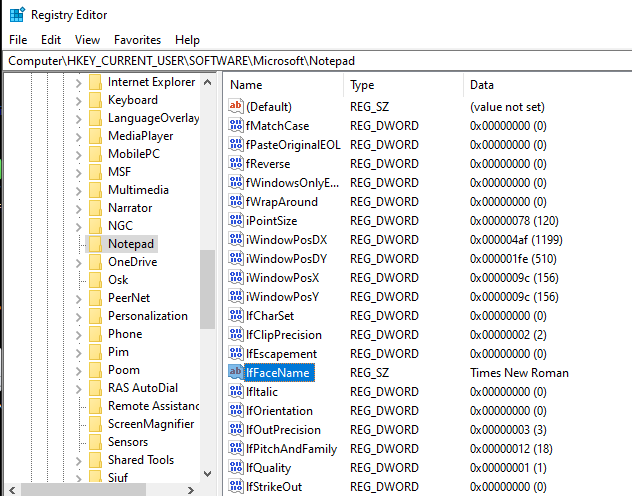 Registry Editor
File Edit View Favorites Help
Computer\HKEY_CURRENT_USER\SOFTWARE\Microsoft\Notepad
Internet Explorer
Keyboard
LanguageOverlay
MediaPlayer
MobilePC
MSF
Multimedia
Narrator
NGC
Notepad
OneDrive
Osk
PeerNet
Personalization
Phone
Pim
Poom
RAS AutoDial
Remote Assistanc
ScreenMagnifier
Sensors
Shared Tools
Siuf
Name Type Data
(Default) REG_SZ (value not set)
fMatchCase REG_DWORD 0x00000000 (0)
fPasteOriginalEOL REG_DWORD 0x00000000 (0)
fReverse REG_DWORD 0x00000000 (0)
fWindowsOnlyE... REG_DWORD 0x00000000 (0)
fWrapAround REG_DWORD 0x00000000 (0)
iPointSize REG_DWORD 0x00000078 (120)
iWindowPosDX REG_DWORD 0x000004af (1199)
iWindowPosDY REG_DWORD 0x000001fe (510)
iWindowPosX REG_DWORD 0x0000009c (156)
iWindowPosY REG_DWORD 0x0000009c (156)
lfCharSet REG_DWORD 0x00000000 (0)
lfClipPrecision REG_DWORD 0x00000002 (2)
lfEscapement REG_DWORD 0x00000000 (0)
lfFaceName REG_SZ Times New Roman
lfItalic REG_DWORD 0x00000000 (0)
lfOrientation REG_DWORD 0x00000000 (0)
lfOutPrecision REG_DWORD 0x00000003 (3)
lfPitchAndFamily REG_DWORD 0x00000012 (18)
lfQuality REG_DWORD 0x00000001 (1)
lfStrikeOut REG_DWORD 0x00000000 (0)